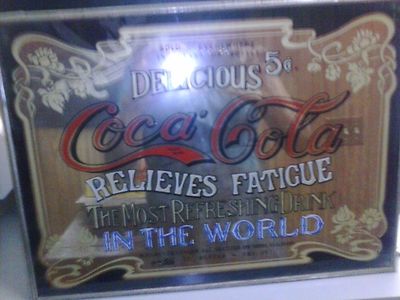 DELICIOUS 5¢.
Coca-Cola
RELIEVES FATIGUE
THE MOST REFRESHING DRINK
IN THE WORLD